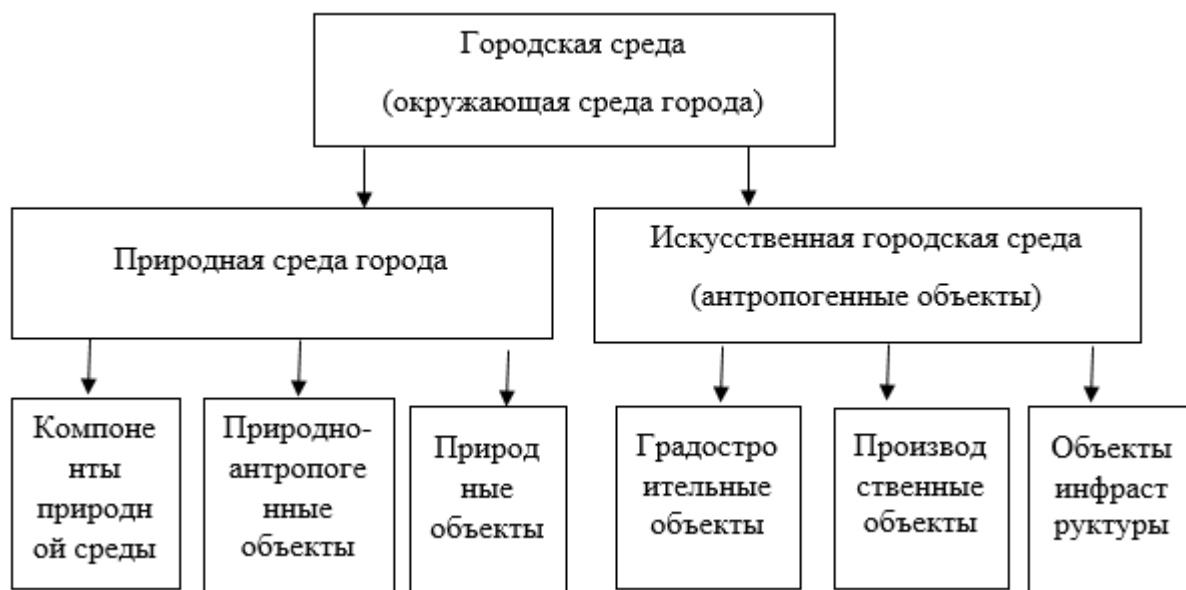 Городская среда
(окружающая среда города)
Природная среда города
Искусственная городская среда
(антропогенные объекты)
Компоне
нты
природн
ой среды
Природно-
антропоге
нные
объекты
Природ
ные
объекты
Градостро
ительные
объекты
Производ
ственные
объекты
Объекты
инфраст
руктуры